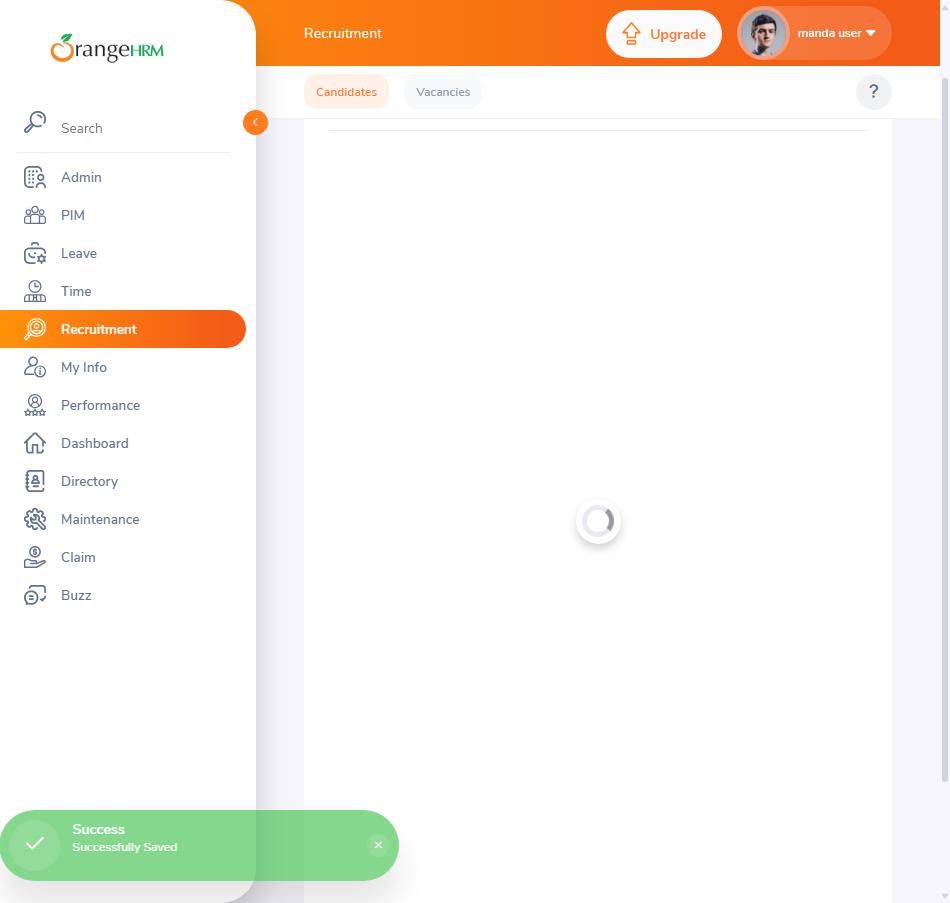 OrangeHRM
Search
Admin
PIM
Leave
Time
Recruitment
My Info
Performance
Dashboard
Directory
Maintenance
Claim
Buzz
Recruitment
Upgrade
manda user
Candidates
Vacancies
?
Success
Successfully Saved